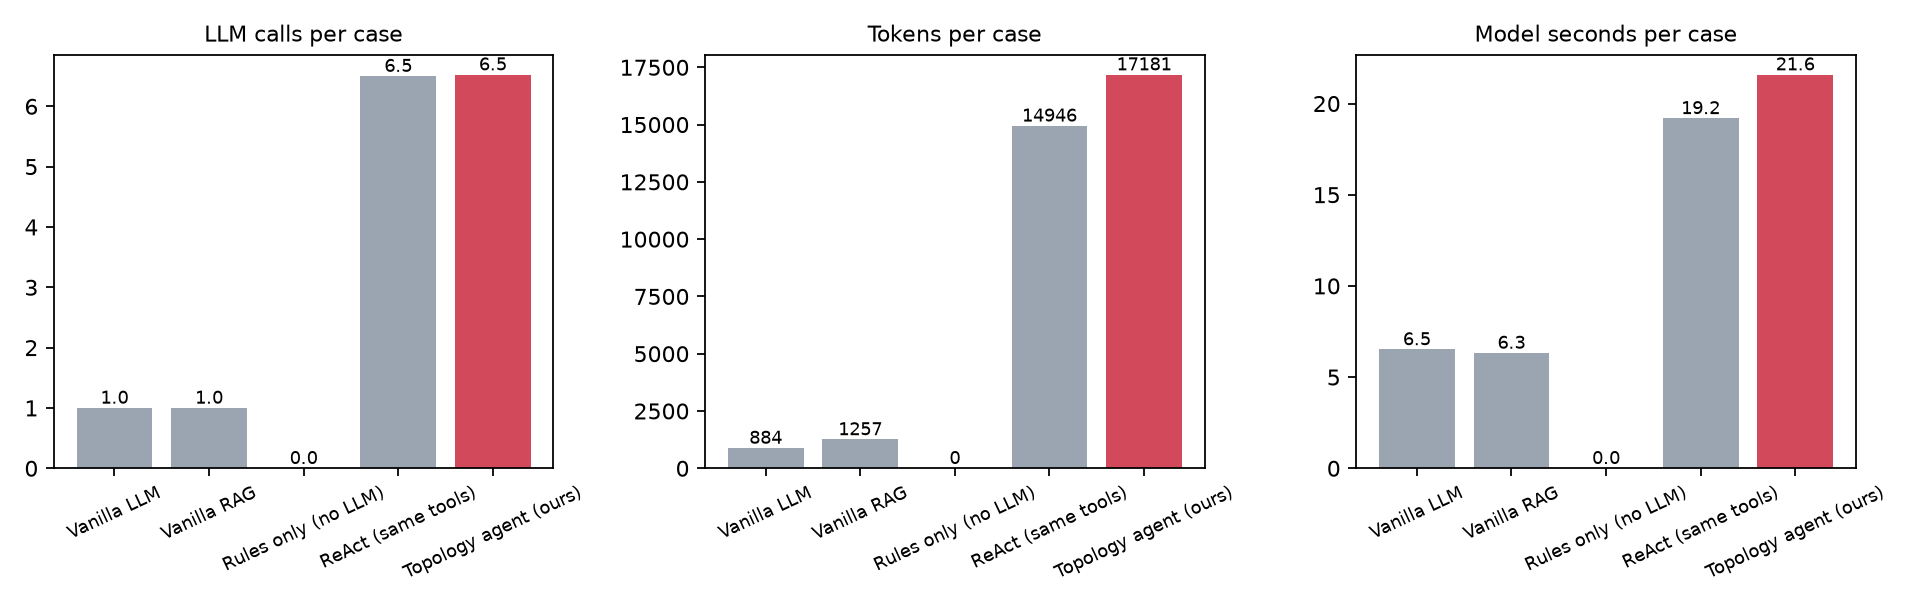 LLM calls per case
6.5
6.5
6
5
4
3
2
1.0
1.0
1
0.0
0
Vanilla LLM
Vanilla RAG
Rules only (no LLM)
ReAct (same tools)
Topology agent (ours)
Tokens per case
17500
17181
15000
14946
12500
10000
7500
5000
2500
1257
884
0
0
Vanilla LLM
Vanilla RAG
Rules only (no LLM)
ReAct (same tools)
Topology agent (ours)
Model seconds per case
21.6
20
19.2
15
10
6.5
6.3
5
0.0
0
Vanilla LLM
Vanilla RAG
Rules only (no LLM)
ReAct (same tools)
Topology agent (ours)